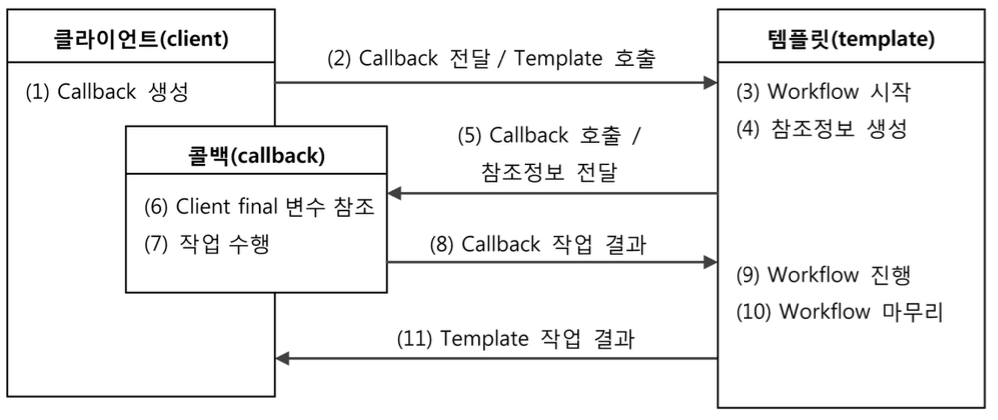 클라이언트(client)
(1) Callback 생성
콜백(callback)
(6) Client final 변수 참조
(7) 작업 수행
(2) Callback 전달 / Template 호출
(5) Callback 호출 /
참조정보 전달
(8) Callback 작업 결과
(11) Template 작업 결과
템플릿(template)
(3) Workflow 시작
(4) 참조정보 생성
(9) Workflow 진행
(10) Workflow 마무리